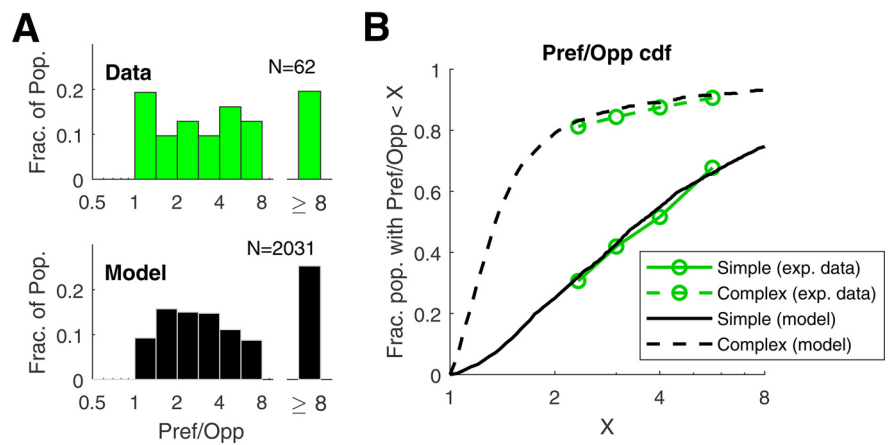 A
Data
N=62
Frac. of Pop.
0.2
0.1
0
0.5 1 2 4 8 ≥ 8
Model
N=2031
Frac. of Pop.
0.2
0.1
0
0.5 1 2 4 8 ≥ 8
Pref/Opp
B
Pref/Opp cdf
Frac. pop. with Pref/Opp < X
1
0.8
0.6
0.4
0.2
0
1 2 4 8
X
Simple (exp. data)
Complex (exp. data)
Simple (model)
Complex (model)